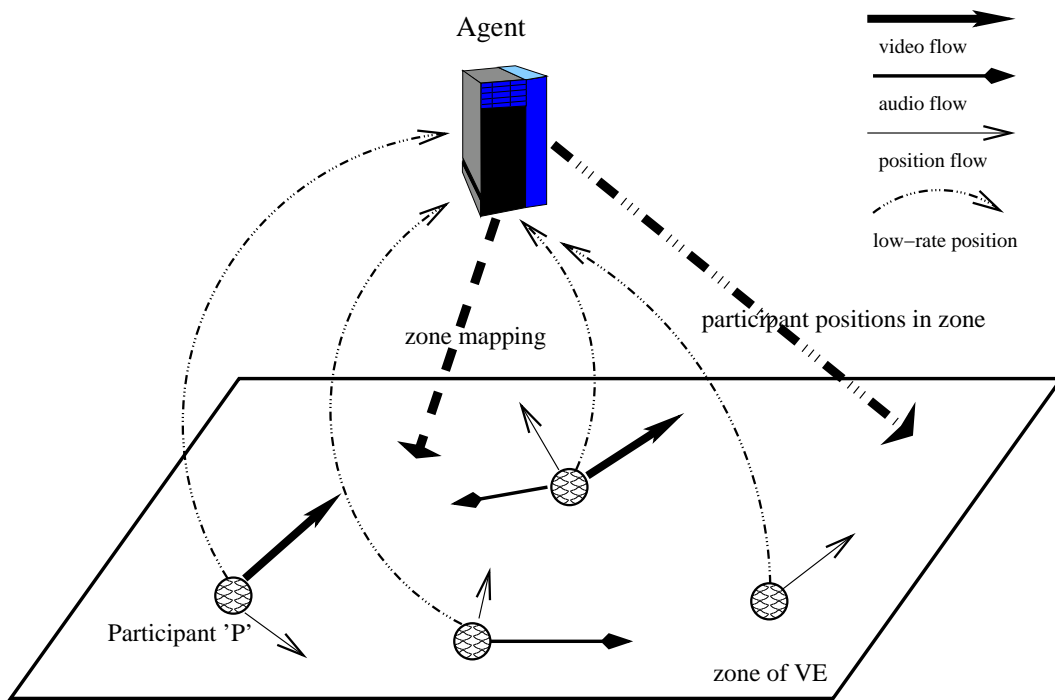 Agent
video flow
audio flow
position flow
low−rate position
participant positions in zone
zone mapping
Participant ’P’
zone of VE